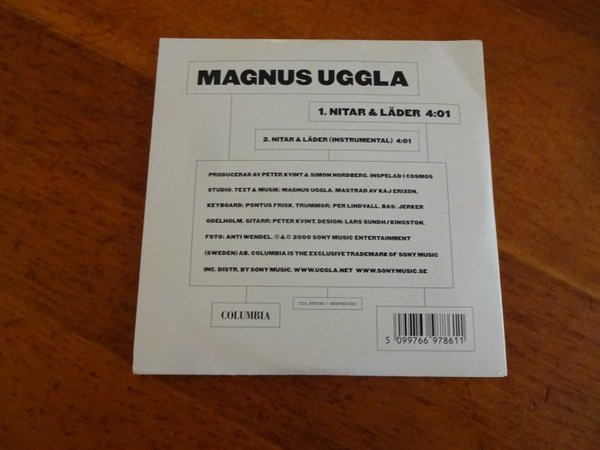 MAGNUS UGGLA
1. NITAR & LÄDER 4:01
2. NITAR & LÄDER (INSTRUMENTAL) 4:01
PRODUCERAD AV PETER KVINT & SIMON NORDBERG. INSPELAD I COSMOS
STUDIO. TEXT & MUSIK: MAGNUS UGGLA. MASTRAD AV KAJ ERIXON.
KEYBOARD: PONTUS FRISK. TRUMMOR: PER LINDVALL. BAS: JERKER
ODELHOLM. GITARR: PETER KVINT. DESIGN: LARS SUNDH/KINGSTON.
FOTO: ANTI WENDEL. ℗ & © 2000 SONY MUSIC ENTERTAINMENT
(SWEDEN) AB. COLUMBIA IS THE EXCLUSIVE TRADEMARK OF SONY MUSIC
INC. DISTR. BY SONY MUSIC. WWW.UGGLA.NET WWW.SONYMUSIC.SE
COLUMBIA
5 099766 978611